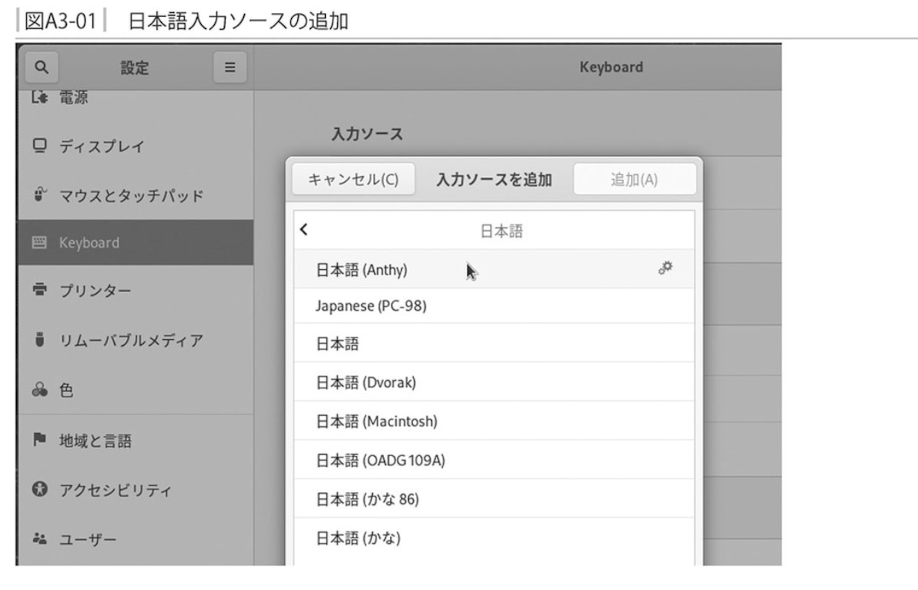 図A3-01 日本語入力ソースの追加
設定
Keyboard
電源
ディスプレイ
マウスとタッチパッド
Keyboard
プリンター
リムーバブルメディア
色
地域と言語
アクセシビリティ
ユーザー
入力ソース
キャンセル(C) 入力ソースを追加 追加(A)
日本語
日本語 (Anthy)
Japanese (PC-98)
日本語
日本語 (Dvorak)
日本語 (Macintosh)
日本語 (OADG 109A)
日本語 (かな 86)
日本語 (かな)